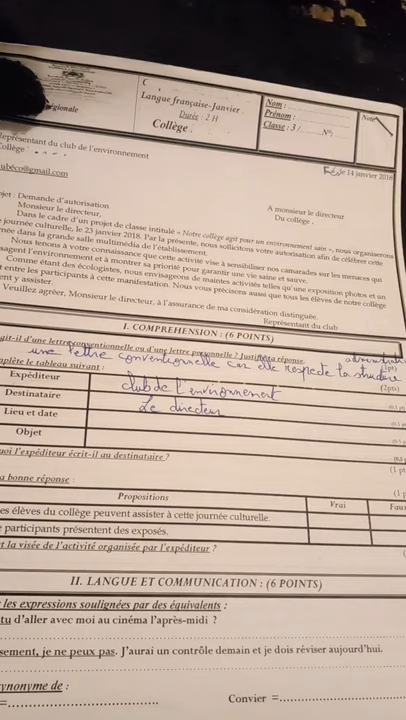 C
égionale
Langue française-Janvier
Durée : 2 H
Collège .
Nom :
Prénom :
Classe : 3 / N°:
Note
Représentant du club de l'environnement
Collège
ubéco@gmail.com
Fès le 14 janvier 2018
A monsieur le directeur
Du collège .
jet : Demande d'autorisation
Monsieur le directeur,
Dans le cadre d'un projet de classe intitulé « Notre collège agit pour un environnement sain », nous organiserons
journée culturelle, le 23 janvier 2018. Par la présente, nous sollicitons votre autorisation afin de célébrer cette
née dans la grande salle multimédia de l'établissement.
Nous tenons à votre connaissance que cette activité vise à sensibiliser nos camarades sur les menaces qui
sagent l'environnement et à montrer sa priorité pour garantir une vie saine et sauve.
Comme étant des écologistes, nous envisageons de maintes activités telles qu'une exposition photos et un
t entre les participants à cette manifestation. Nous vous précisons aussi que tous les élèves de notre collège
ent y assister.
Veuillez agréer, Monsieur le directeur, à l'assurance de ma considération distinguée.
Représentant du club
I. COMPREHENSION : (6 POINTS)
git-il d'une lettre conventionnelle ou d'une lettre personnelle ? Justifiez ta réponse.
(1pt)
une lettre conventionnelle car elle respecte la structure
plète le tableau suivant : (2pts)
Expéditeur club de l'environnement
Destinataire Le directeur
Lieu et date
Objet
uoi l'expéditeur écrit-il au destinataire ?
(1 pt
a bonne réponse :
(1 p
Propositions Vrai Faux
es élèves du collège peuvent assister à cette journée culturelle.
participants présentent des exposés.
t la visée de l'activité organisée par l'expéditeur ?
II. LANGUE ET COMMUNICATION : (6 POINTS)
les expressions soulignées par des équivalents :
tu d'aller avec moi au cinéma l'après-midi ?
sement, je ne peux pas. J'aurai un contrôle demain et je dois réviser aujourd'hui.
ynonyme de :
= Convier =